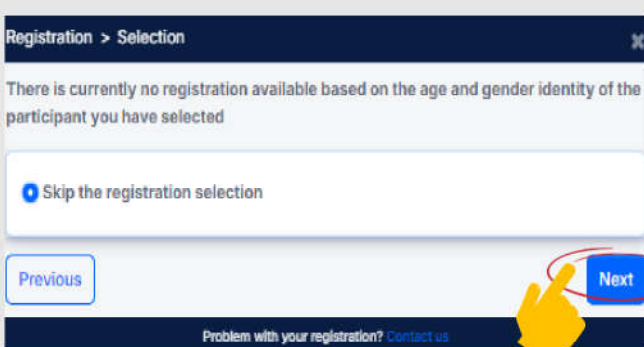 Registration > Selection
There is currently no registration available based on the age and gender identity of the
participant you have selected
Skip the registration selection
Previous
Next
Problem with your registration? Contact us